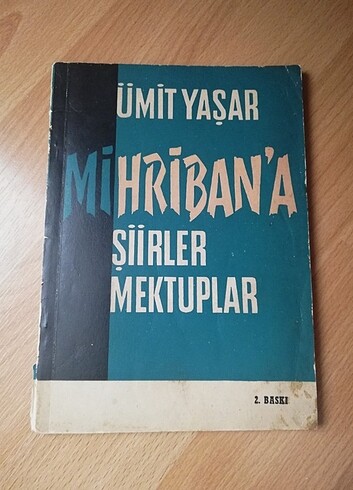 ÜMİT YAŞAR
MİHRİBAN'A
ŞİİRLER
MEKTUPLAR
2. BASKI